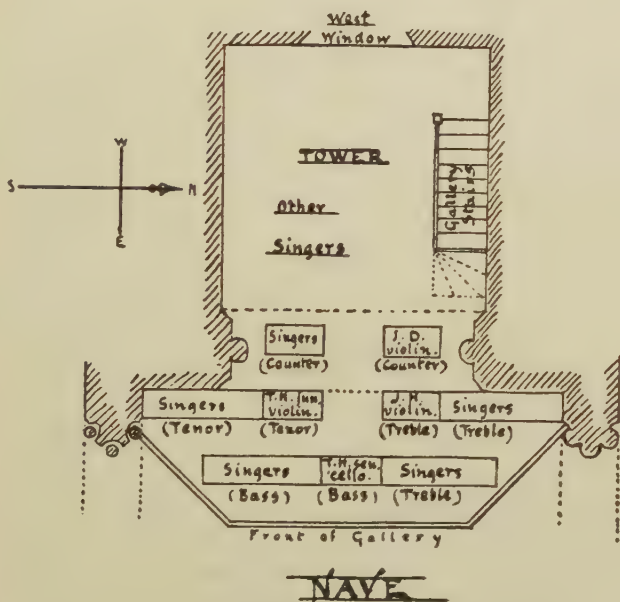 West
Window
W
S
N
E
TOWER
Other
Singers
Gallery
Stairs
Singers
(Counter)
J. D.
violin.
(Counter)
Singers
(Tenor)
T.H. jun.
violin.
(Tenor)
J.H.
violin.
(Treble)
Singers
(Treble)
Singers
(Bass)
T.H. sen.
cello.
(Bass)
Singers
(Treble)
Front of Gallery
NAVE